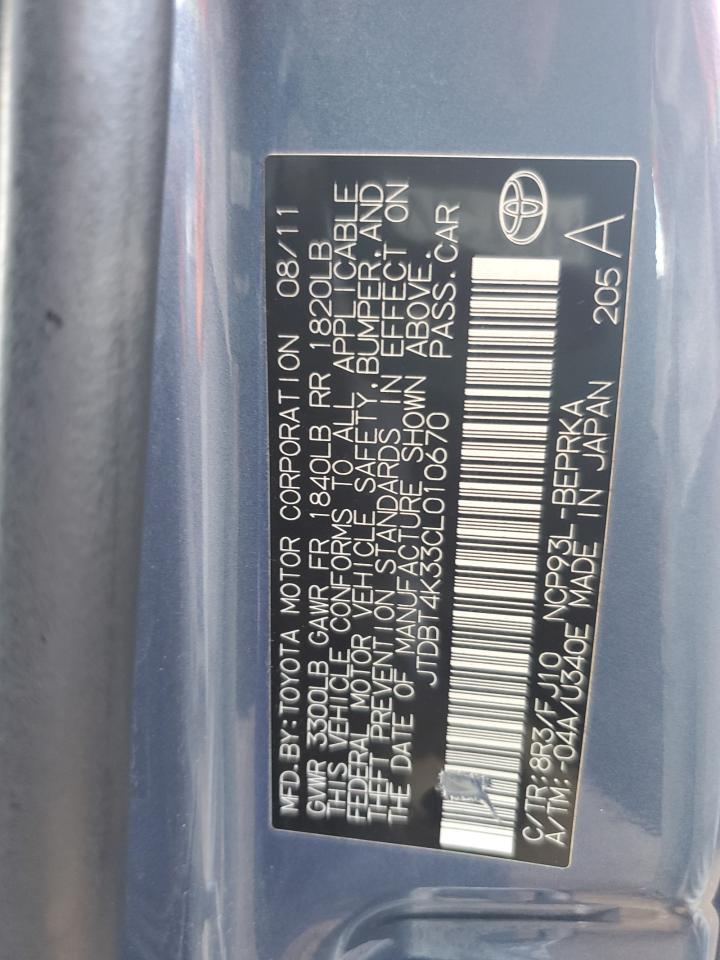 MFD.BY:TOYOTA MOTOR CORPORATION 08/11
GVWR 3300LB GAWR FR 1840LB RR 1820LB
THIS VEHICLE CONFORMS TO ALL APPLICABLE
FEDERAL MOTOR VEHICLE SAFETY,BUMPER,AND
THEFT PREVENTION STANDARDS IN EFFECT ON
THE DATE OF MANUFACTURE SHOWN ABOVE.
JTDBT4K33CL010670 PASS.CAR
C/TR:8R3/FJ10 NCP93L-BEPRKA
A/TM:-04A/U340E MADE IN JAPAN
205 A